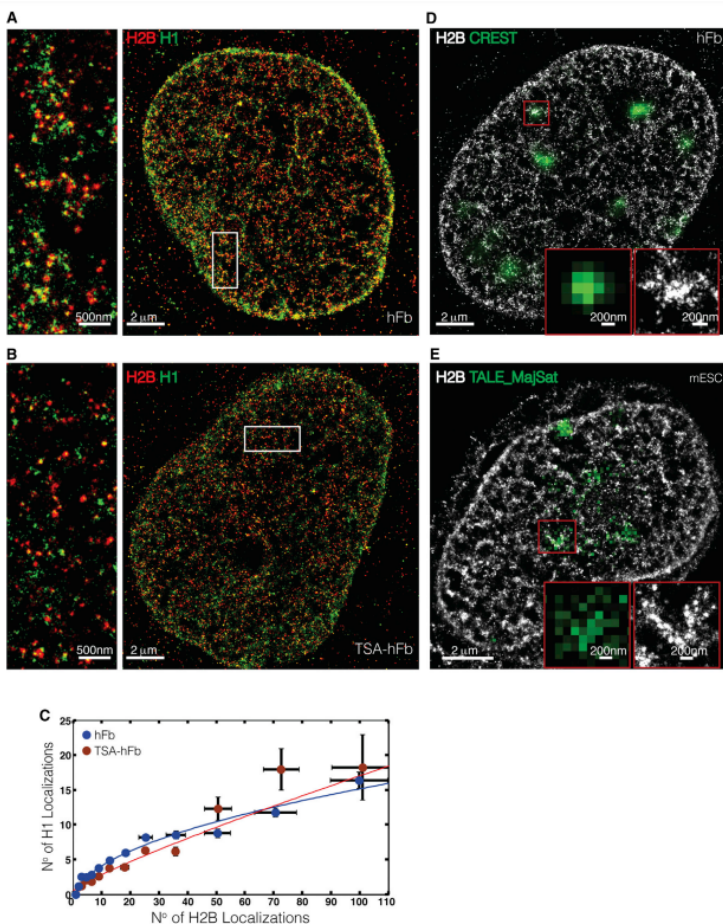 A
H2B H1
500nm
2 μm
hFb
B
H2B H1
500nm
2 μm
TSA-hFb
C
hFb
TSA-hFb
25
20
15
10
5
0
0 10 20 30 40 50 60 70 80 90 100 110
Nº of H1 Localizations
Nº of H2B Localizations
D
H2B CREST
hFb
2 μm
200nm
200nm
E
H2B TALE_MajSat
mESC
2 μm
200nm
200nm